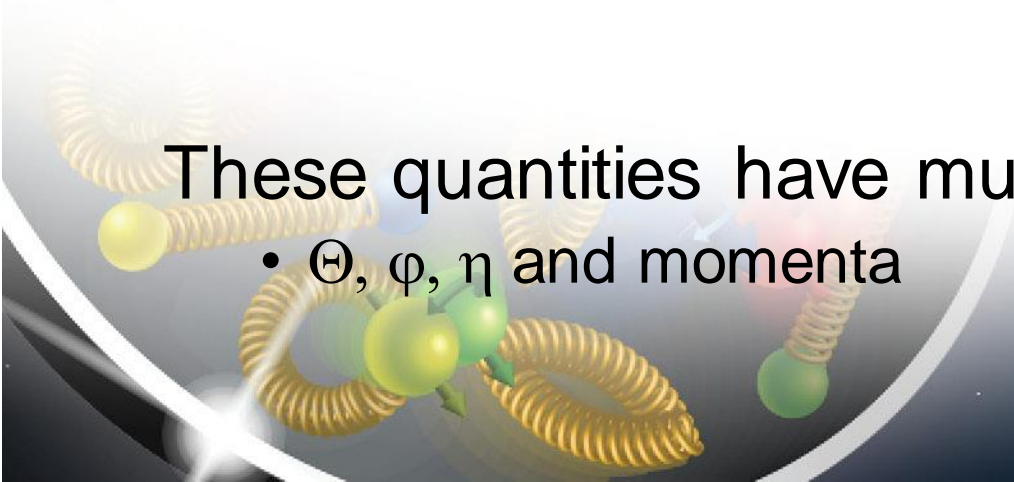 These quantities have mu
• Θ, φ, η and momenta